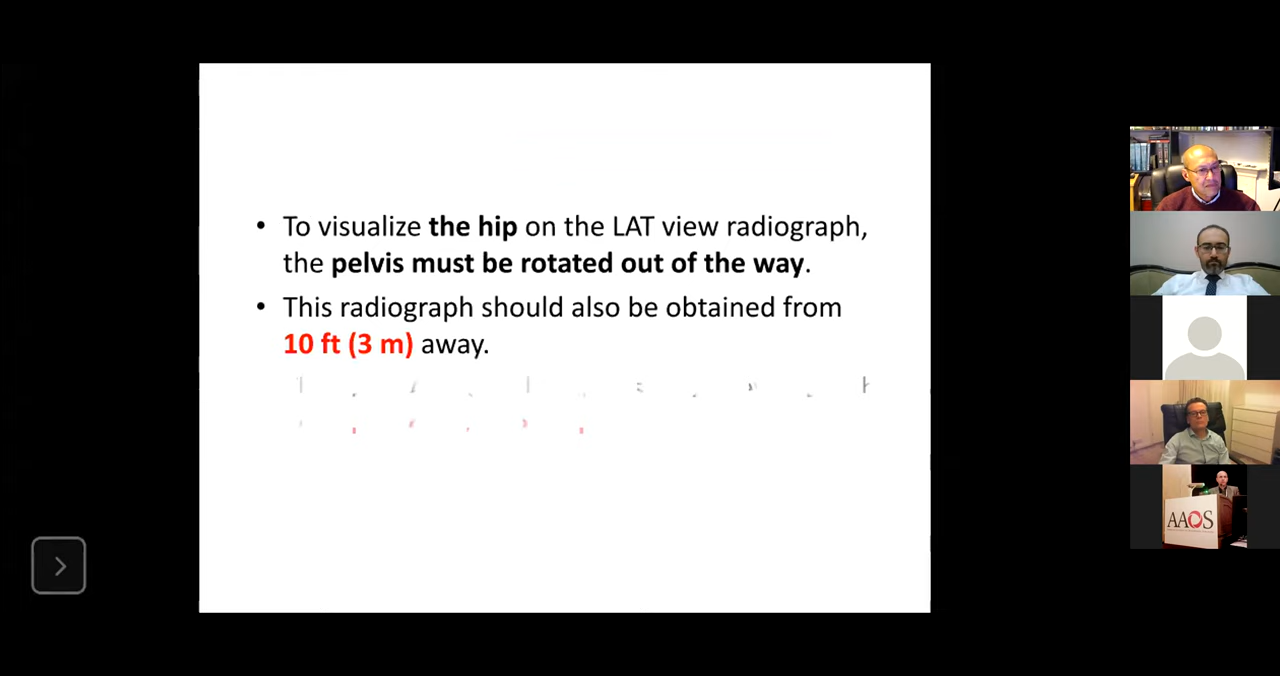 • To visualize the hip on the LAT view radiograph,
the pelvis must be rotated out of the way.
• This radiograph should also be obtained from
10 ft (3 m) away.
AAOS